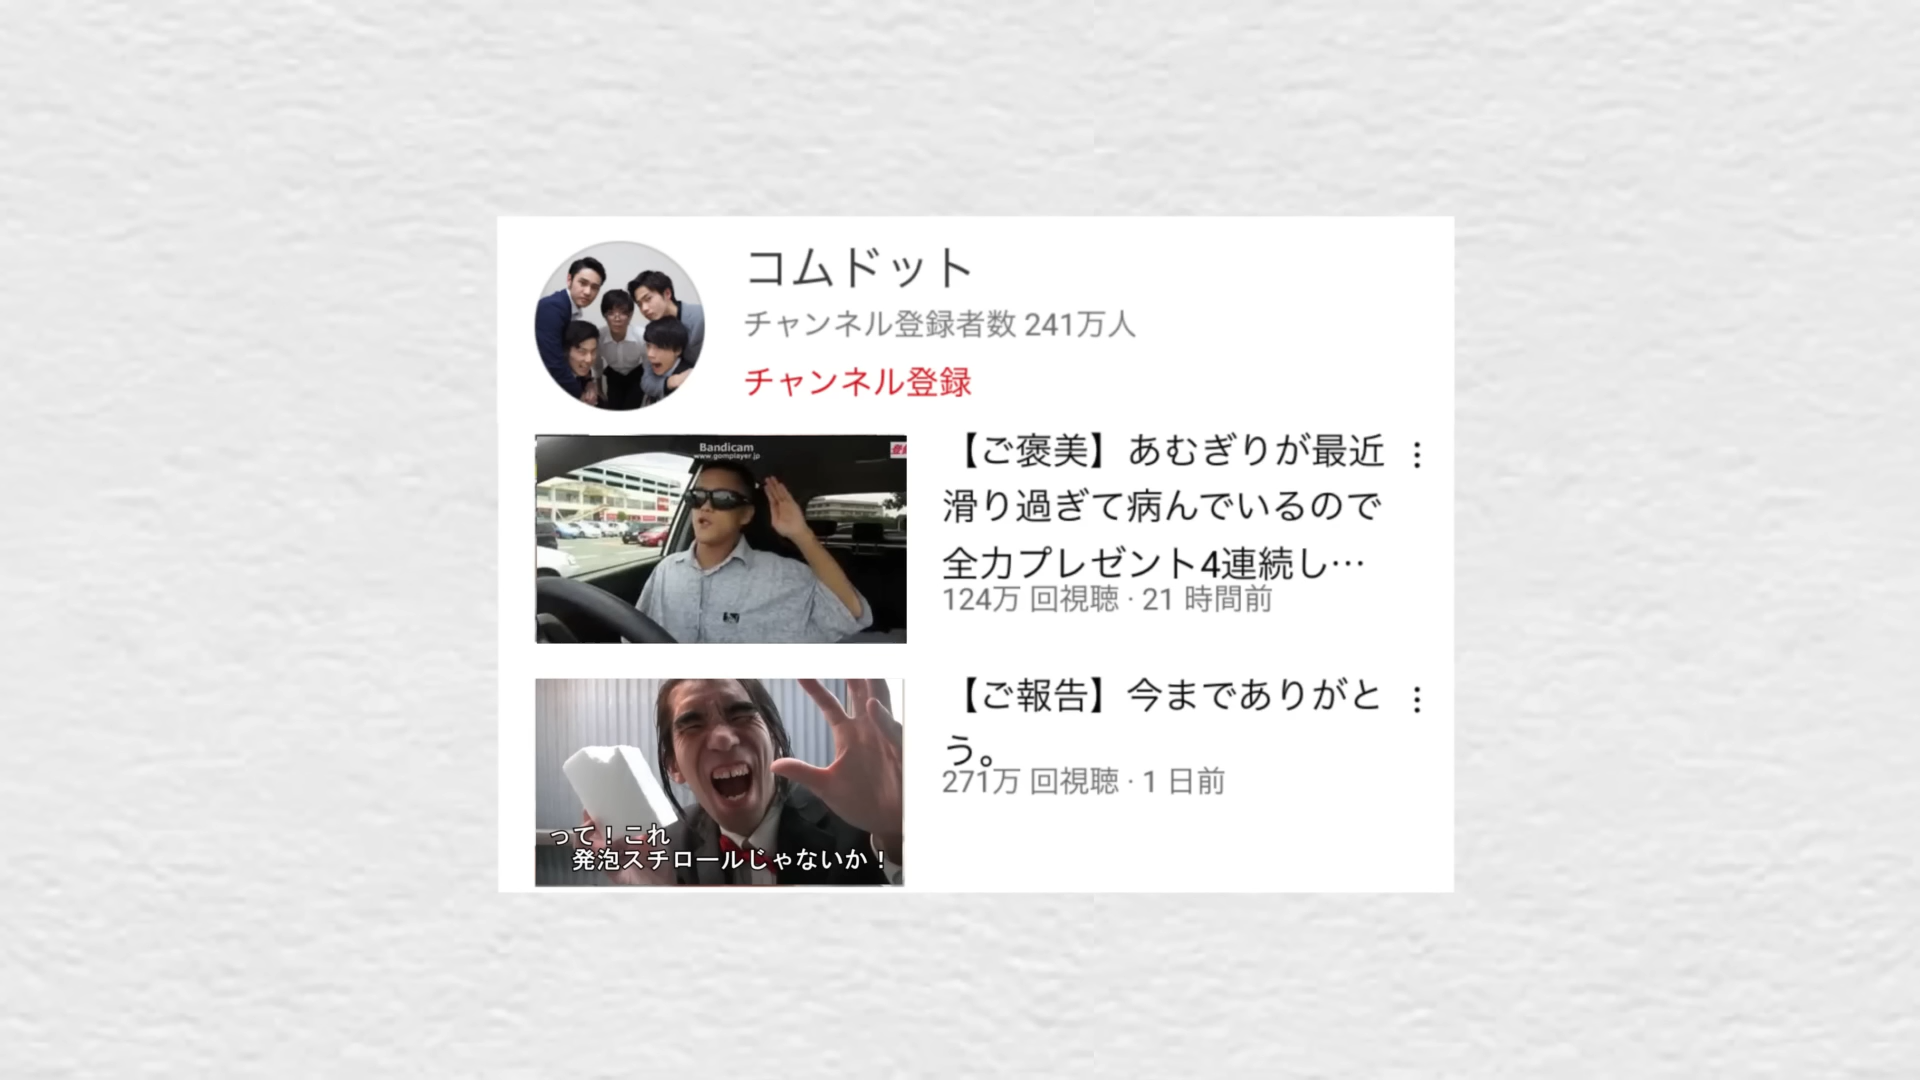 コムドット
チャンネル登録者数 241万人
チャンネル登録
Bandicam
www.gomplayer.jp
【ご褒美】あむぎりが最近
滑り過ぎて病んでいるので
全力プレゼント4連続し…
124万 回視聴 · 21 時間前
って！これ
発泡スチロールじゃないか！
【ご報告】今までありがと
う。
271万 回視聴 · 1 日前